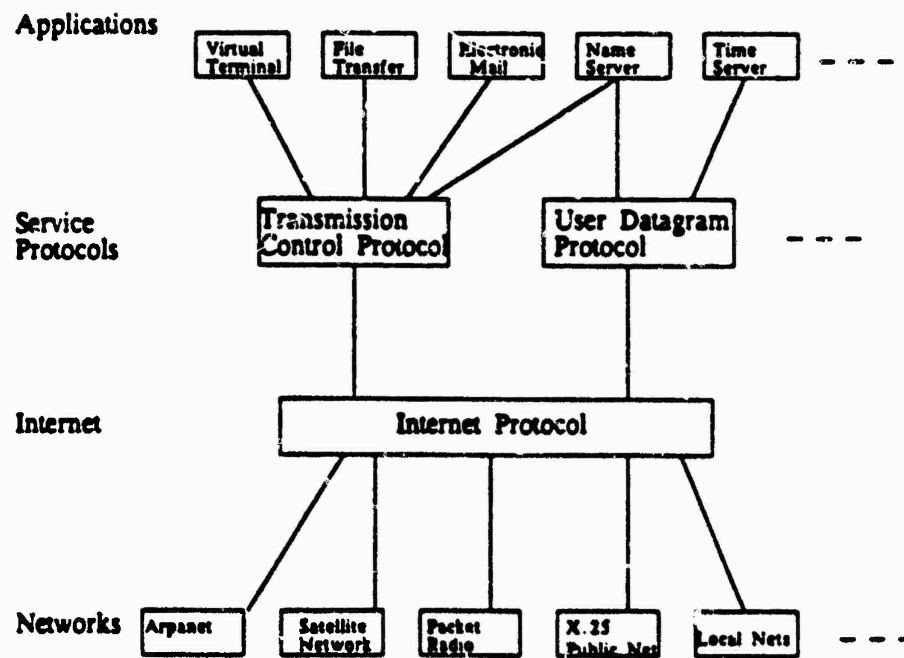 Applications
Virtual
Terminal
File
Transfer
Electronic
Mail
Name
Server
Time
Server
Service
Protocols
Transmission
Control Protocol
User Datagram
Protocol
Internet
Internet Protocol
Networks
Arpanet
Satellite
Network
Packet
Radio
X.25
Public Net
Local Nets